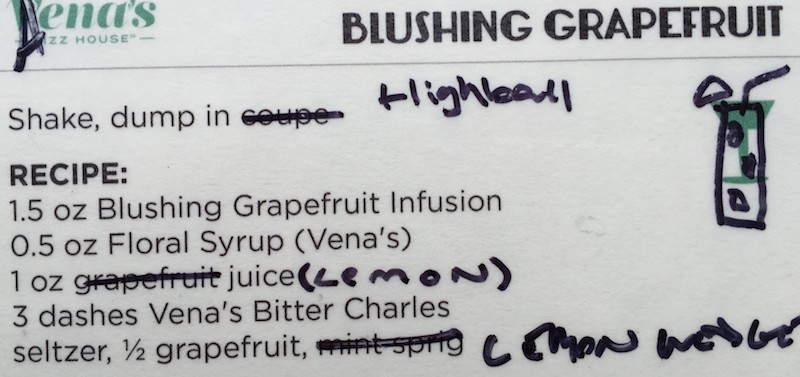 Vena's
FIZZ HOUSE™
BLUSHING GRAPEFRUIT
Shake, dump in coupe Highball
RECIPE:
1.5 oz Blushing Grapefruit Infusion
0.5 oz Floral Syrup (Vena's)
1 oz grapefruit juice (LEMON)
3 dashes Vena's Bitter Charles
seltzer, ½ grapefruit, mint sprig LEMON WEDGE